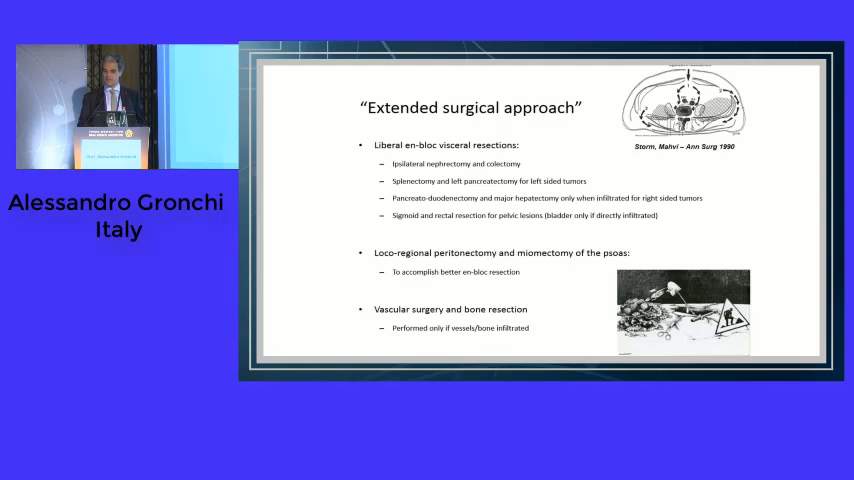 Prof. Alessandro Gronchi
Alessandro Gronchi
Italy
“Extended surgical approach”
• Liberal en-bloc visceral resections:
– Ipsilateral nephrectomy and colectomy
– Splenectomy and left pancreatectomy for left sided tumors
– Pancreato-duodenectomy and major hepatectomy only when infiltrated for right sided tumors
– Sigmoid and rectal resection for pelvic lesions (bladder only if directly infiltrated)
• Loco-regional peritonectomy and miomectomy of the psoas:
– To accomplish better en-bloc resection
• Vascular surgery and bone resection
– Performed only if vessels/bone infiltrated
Storm, Mahvi – Ann Surg 1990